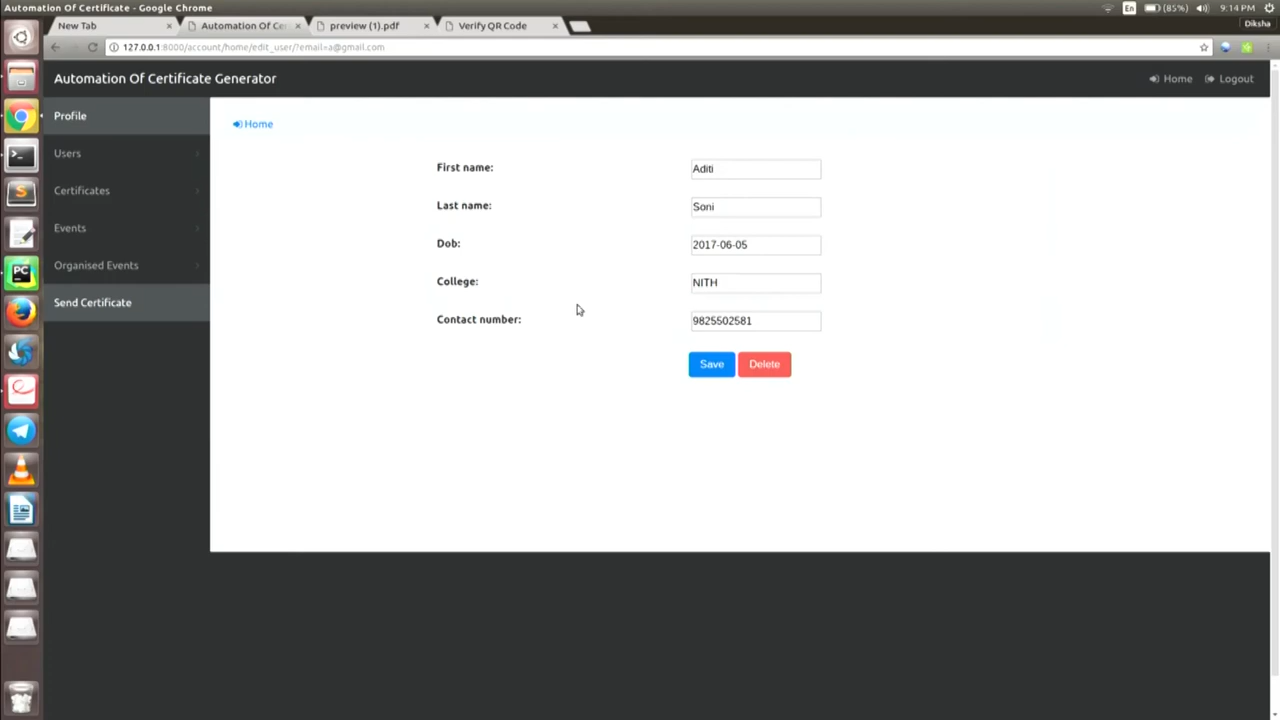 Automation Of Certificate - Google Chrome
En (85%) 9:14 PM
New Tab × Automation Of Cer × preview (1).pdf × Verify QR Code ×
Diksha
127.0.0.1:8000/account/home/edit_user/?email=a@gmail.com
Automation Of Certificate Generator
Home Logout
Profile
Users
Certificates
Events
Organised Events
Send Certificate
Home
First name: Aditi
Last name: Soni
Dob: 2017-06-05
College: NITH
Contact number: 9825502581
Save Delete
PC